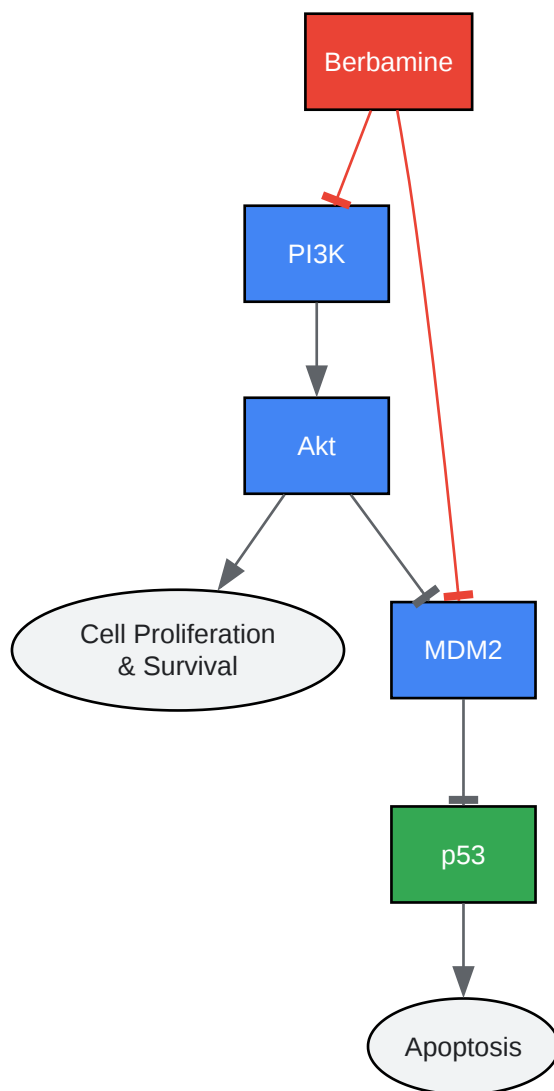 Berbamine
PI3K
Akt
Cell Proliferation
& Survival
MDM2
p53
Apoptosis